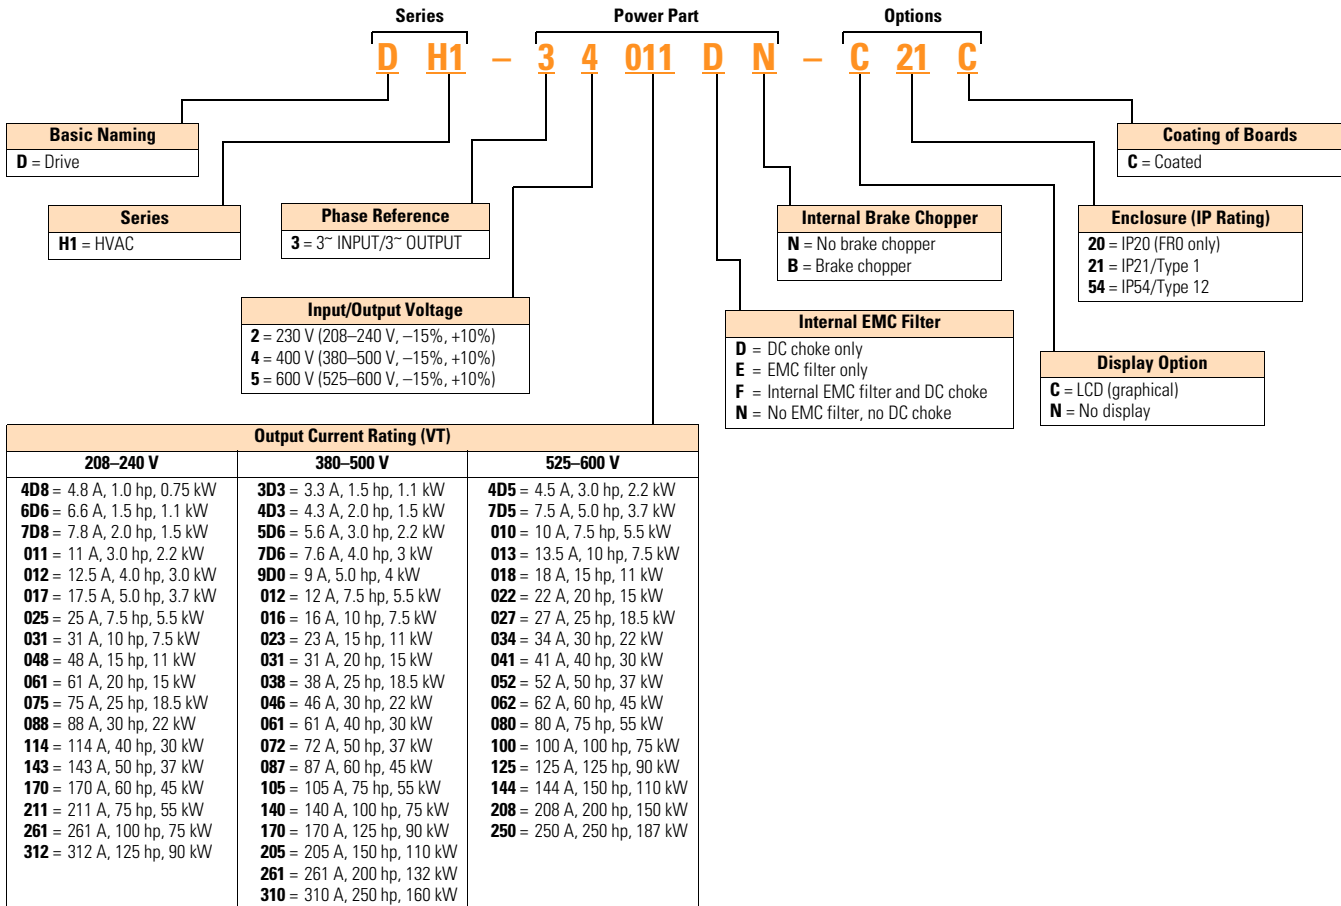 Series Power Part Options
D H1 – 3 4 011 D N – C 21 C
Basic Naming
D = Drive
Series
H1 = HVAC
Phase Reference
3 = 3~ INPUT/3~ OUTPUT
Input/Output Voltage
2 = 230 V (208–240 V, –15%, +10%)
4 = 400 V (380–500 V, –15%, +10%)
5 = 600 V (525–600 V, –15%, +10%)
Internal Brake Chopper
N = No brake chopper
B = Brake chopper
Internal EMC Filter
D = DC choke only
E = EMC filter only
F = Internal EMC filter and DC choke
N = No EMC filter, no DC choke
Coating of Boards
C = Coated
Enclosure (IP Rating)
20 = IP20 (FR0 only)
21 = IP21/Type 1
54 = IP54/Type 12
Display Option
C = LCD (graphical)
N = No display
Output Current Rating (VT)
208–240 V
4D8 = 4.8 A, 1.0 hp, 0.75 kW
6D6 = 6.6 A, 1.5 hp, 1.1 kW
7D8 = 7.8 A, 2.0 hp, 1.5 kW
011 = 11 A, 3.0 hp, 2.2 kW
012 = 12.5 A, 4.0 hp, 3.0 kW
017 = 17.5 A, 5.0 hp, 3.7 kW
025 = 25 A, 7.5 hp, 5.5 kW
031 = 31 A, 10 hp, 7.5 kW
048 = 48 A, 15 hp, 11 kW
061 = 61 A, 20 hp, 15 kW
075 = 75 A, 25 hp, 18.5 kW
088 = 88 A, 30 hp, 22 kW
114 = 114 A, 40 hp, 30 kW
143 = 143 A, 50 hp, 37 kW
170 = 170 A, 60 hp, 45 kW
211 = 211 A, 75 hp, 55 kW
261 = 261 A, 100 hp, 75 kW
312 = 312 A, 125 hp, 90 kW
380–500 V
3D3 = 3.3 A, 1.5 hp, 1.1 kW
4D3 = 4.3 A, 2.0 hp, 1.5 kW
5D6 = 5.6 A, 3.0 hp, 2.2 kW
7D6 = 7.6 A, 4.0 hp, 3 kW
9D0 = 9 A, 5.0 hp, 4 kW
012 = 12 A, 7.5 hp, 5.5 kW
016 = 16 A, 10 hp, 7.5 kW
023 = 23 A, 15 hp, 11 kW
031 = 31 A, 20 hp, 15 kW
038 = 38 A, 25 hp, 18.5 kW
046 = 46 A, 30 hp, 22 kW
061 = 61 A, 40 hp, 30 kW
072 = 72 A, 50 hp, 37 kW
087 = 87 A, 60 hp, 45 kW
105 = 105 A, 75 hp, 55 kW
140 = 140 A, 100 hp, 75 kW
170 = 170 A, 125 hp, 90 kW
205 = 205 A, 150 hp, 110 kW
261 = 261 A, 200 hp, 132 kW
310 = 310 A, 250 hp, 160 kW
525–600 V
4D5 = 4.5 A, 3.0 hp, 2.2 kW
7D5 = 7.5 A, 5.0 hp, 3.7 kW
010 = 10 A, 7.5 hp, 5.5 kW
013 = 13.5 A, 10 hp, 7.5 kW
018 = 18 A, 15 hp, 11 kW
022 = 22 A, 20 hp, 15 kW
027 = 27 A, 25 hp, 18.5 kW
034 = 34 A, 30 hp, 22 kW
041 = 41 A, 40 hp, 30 kW
052 = 52 A, 50 hp, 37 kW
062 = 62 A, 60 hp, 45 kW
080 = 80 A, 75 hp, 55 kW
100 = 100 A, 100 hp, 75 kW
125 = 125 A, 125 hp, 90 kW
144 = 144 A, 150 hp, 110 kW
208 = 208 A, 200 hp, 150 kW
250 = 250 A, 250 hp, 187 kW